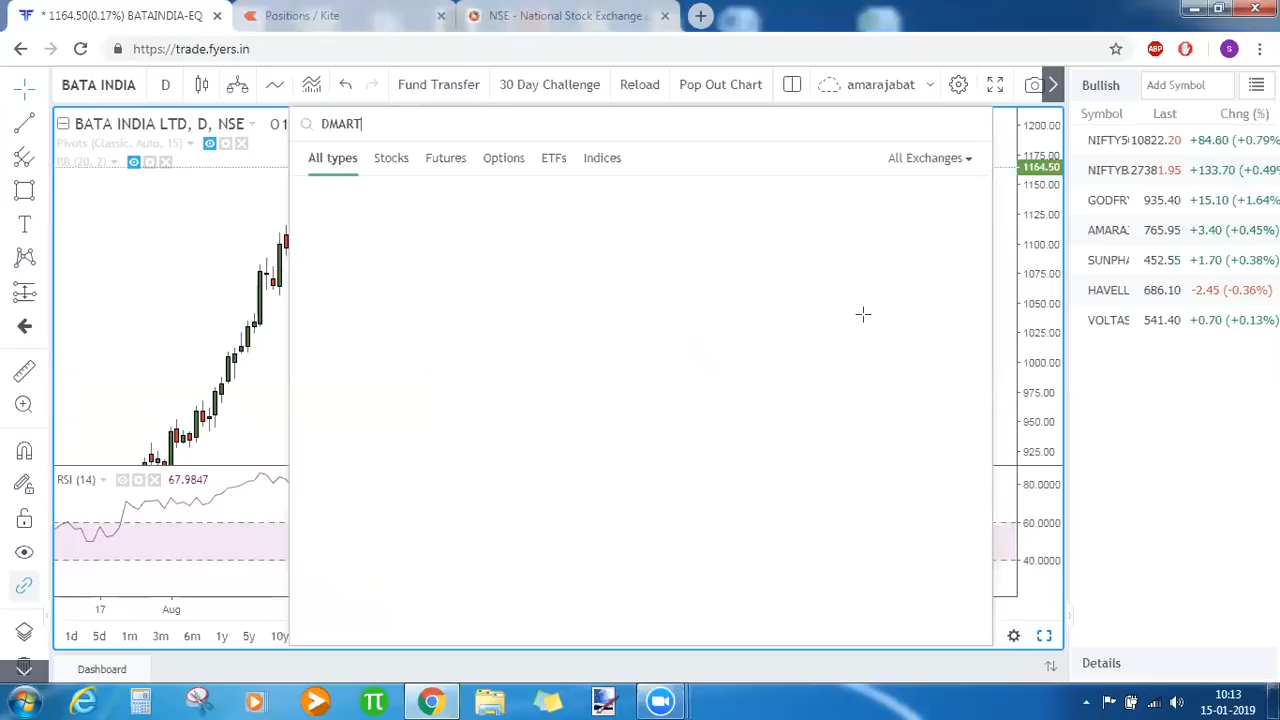 * 1164.50(0.17%) BATAINDIA-EQ
Positions / Kite
NSE - National Stock Exchange
https://trade.fyers.in
ABP
S
BATA INDIA D Fund Transfer 30 Day Challenge Reload Pop Out Chart amarajabat
Bullish Add Symbol
BATA INDIA LTD, D, NSE O1
Pivots (Classic, Auto, 15)
BB (20, 2)
DMART
All types Stocks Futures Options ETFs Indices All Exchanges
Symbol Last Chng (%)
NIFTY5 10822.20 +84.60 (+0.79%
NIFTYB 27381.95 +133.70 (+0.49%
GODFR 935.40 +15.10 (+1.64%
AMARA 765.95 +3.40 (+0.45%)
SUNPHA 452.55 +1.70 (+0.38%)
HAVELL 686.10 -2.45 (-0.36%)
VOLTAS 541.40 +0.70 (+0.13%)
1200.00
1175.00
1164.50
1150.00
1125.00
1100.00
1075.00
1050.00
1025.00
1000.00
975.00
950.00
925.00
RSI (14) 67.9847
80.0000
60.0000
40.0000
17 Aug
1d 5d 1m 3m 6m 1y 5y 10y
Dashboard
Details
10:13
15-01-2019